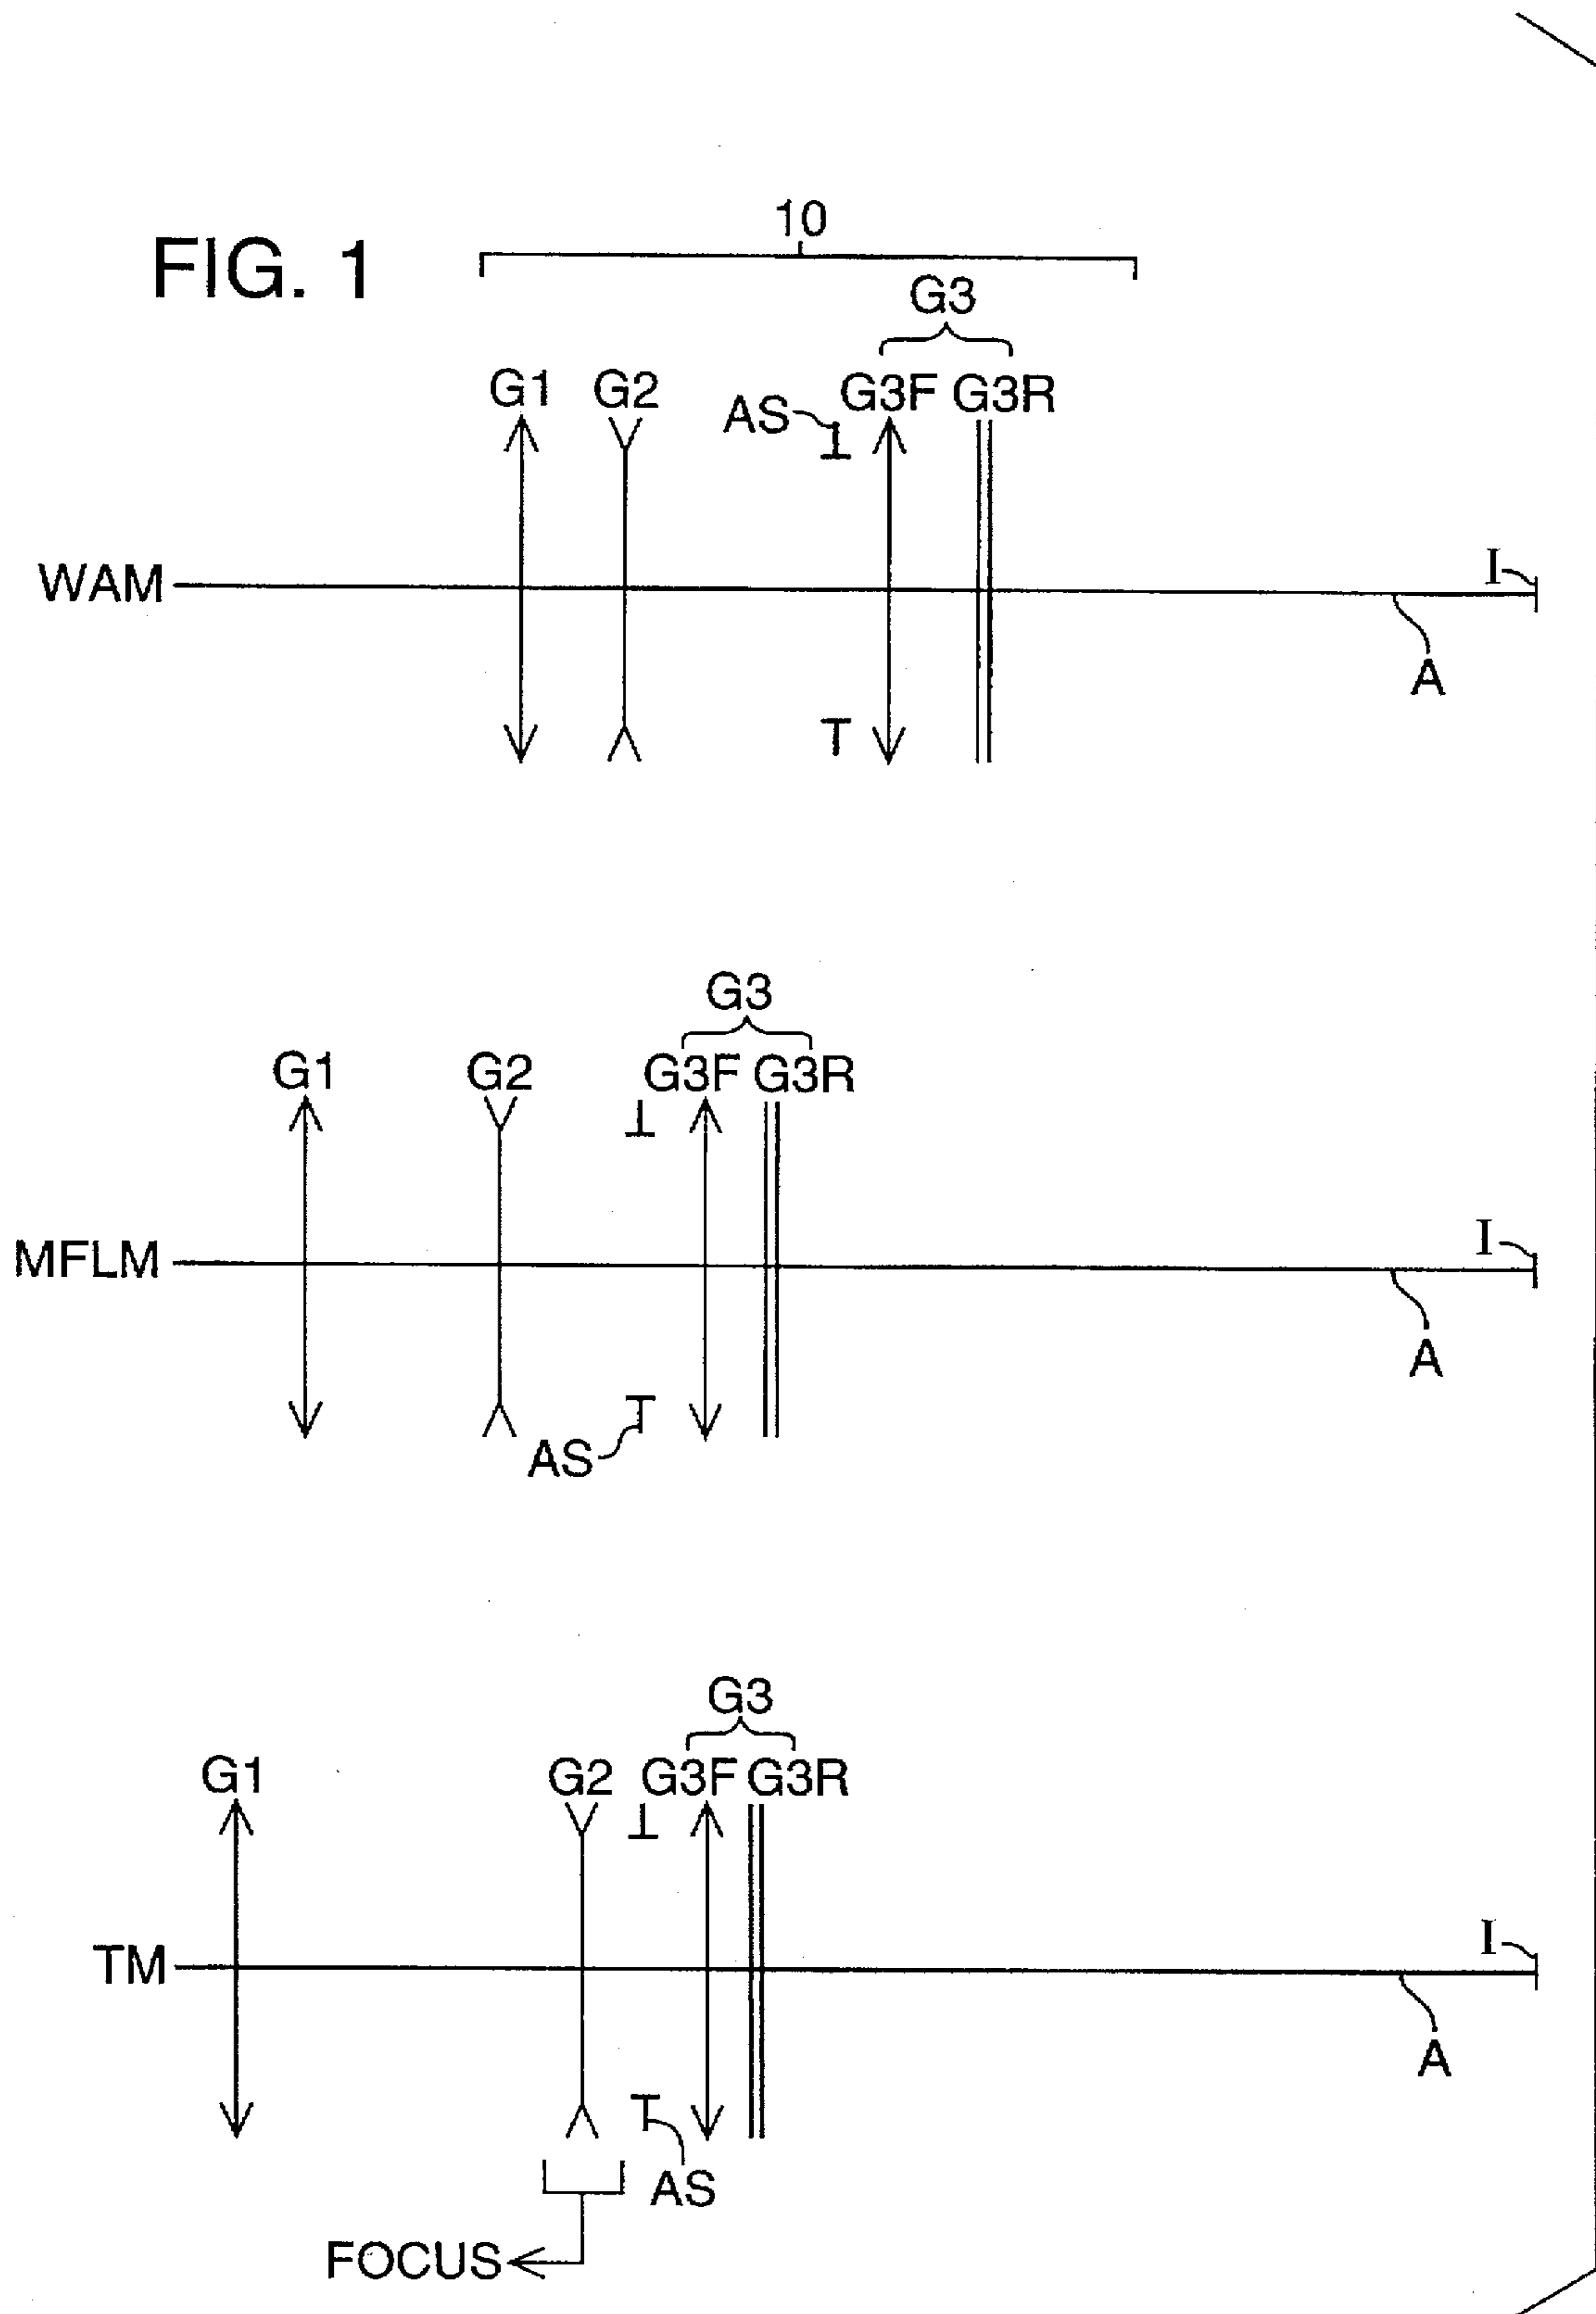 FIG. 1
10
G3
G1 G2 AS G3F G3R
WAM
I
A
G3
G1 G2 G3F G3R
MFLM
I
A
AS
G3
G1 G2 G3F G3R
TM
I
A
AS
FOCUS